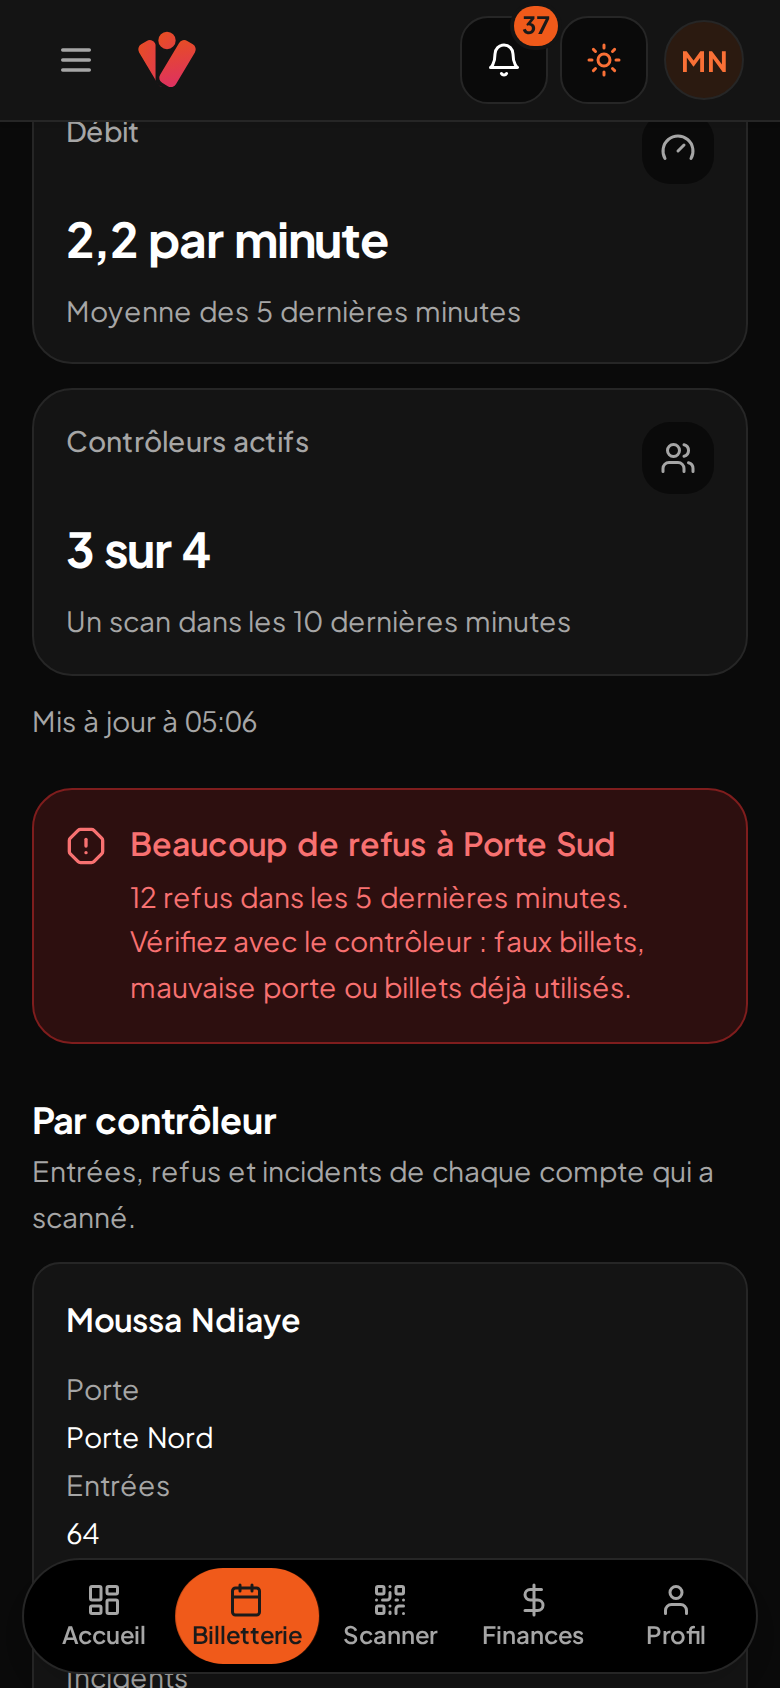 37
MN
Débit
2,2 par minute
Moyenne des 5 dernières minutes
Contrôleurs actifs
3 sur 4
Un scan dans les 10 dernières minutes
Mis à jour à 05:06
Beaucoup de refus à Porte Sud
12 refus dans les 5 dernières minutes.
Vérifiez avec le contrôleur : faux billets,
mauvaise porte ou billets déjà utilisés.
Par contrôleur
Entrées, refus et incidents de chaque compte qui a
scanné.
Moussa Ndiaye
Porte
Porte Nord
Entrées
64
Accueil
Billetterie
Scanner
Finances
Profil
Incidents